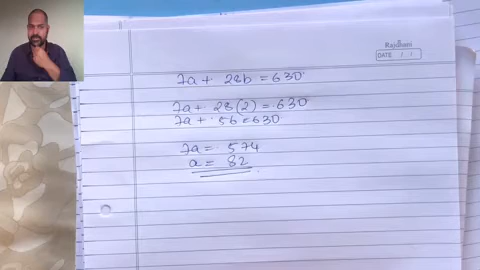 Rajdhani
DATE / /
7a + 28b = 630
7a + 28(2) = 630
7a + 56 = 630
7a = 574
a = 82